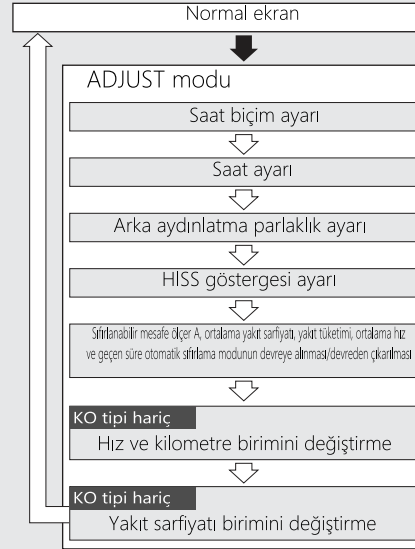 Normal ekran
ADJUST modu
Saat biçim ayarı
Saat ayarı
Arka aydınlatma parlaklık ayarı
HISS göstergesi ayarı
Sıfırlanabilir mesafe ölçer A, ortalama yakıt sarfiyatı, yakıt tüketimi, ortalama hız
ve geçen süre otomatik sıfırlama modunun devreye alınması/devreden çıkarılması
KO tipi hariç
Hız ve kilometre birimini değiştirme
KO tipi hariç
Yakıt sarfiyatı birimini değiştirme